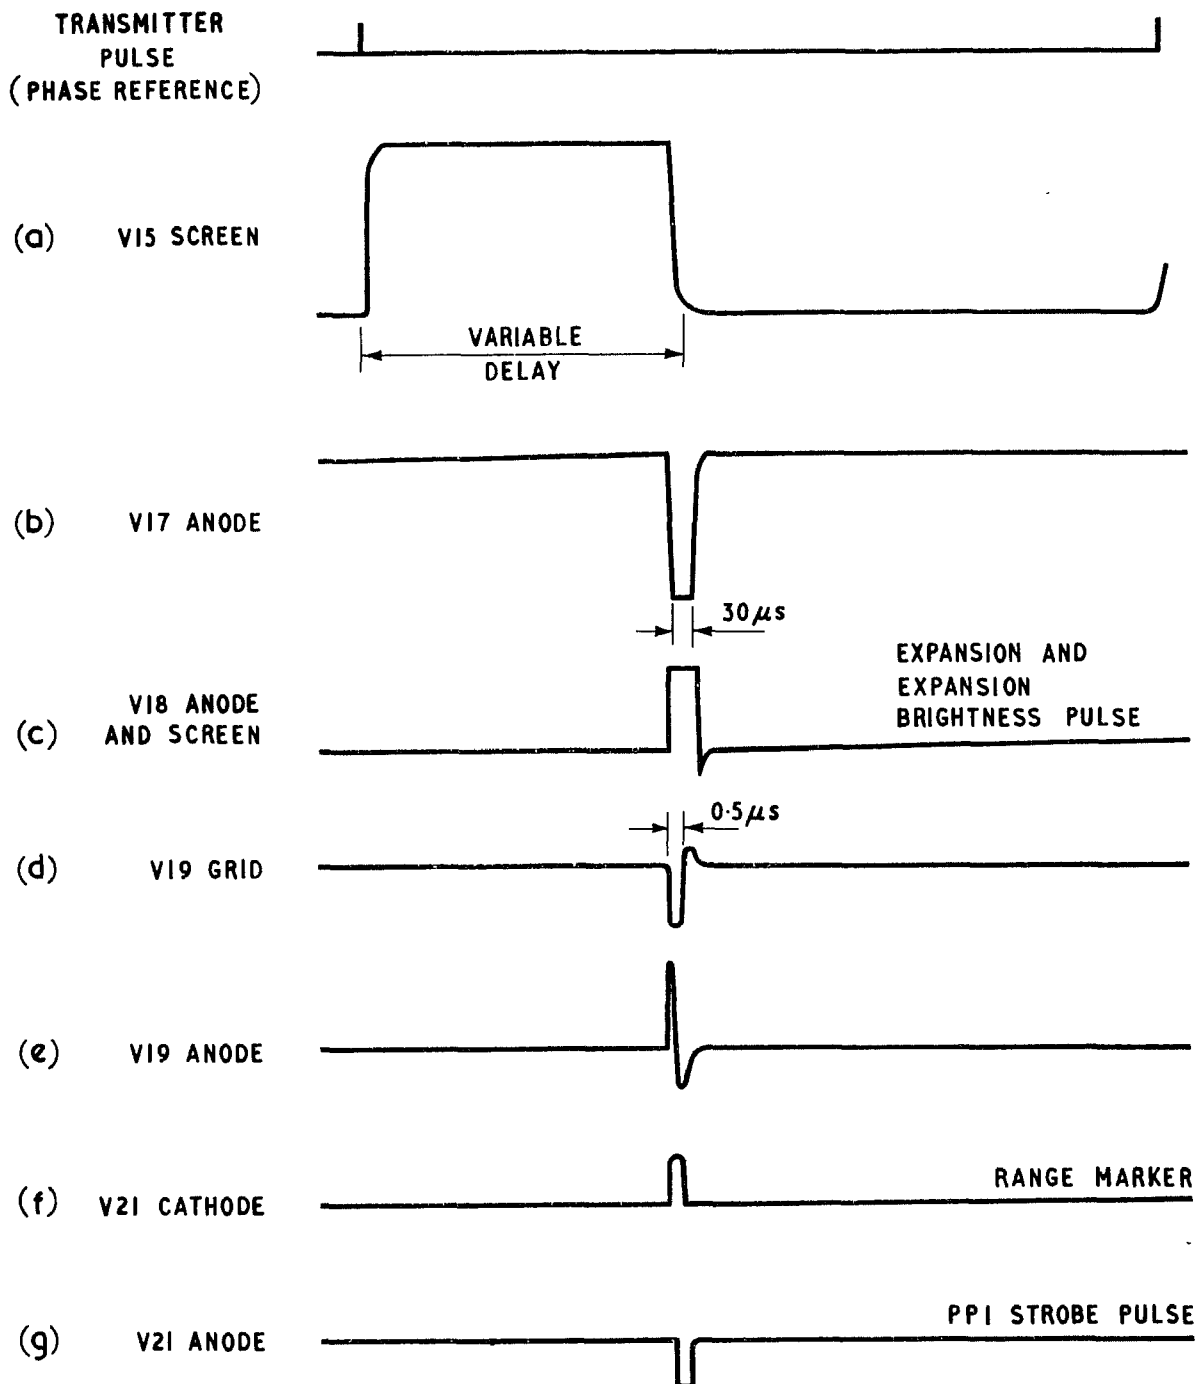 TRANSMITTER
PULSE
(PHASE REFERENCE)
(a) V15 SCREEN
VARIABLE
DELAY
(b) V17 ANODE
30µs
EXPANSION AND
EXPANSION
BRIGHTNESS PULSE
V18 ANODE
(c) AND SCREEN
0·5µs
(d) V19 GRID
(e) V19 ANODE
RANGE MARKER
(f) V21 CATHODE
PPI STROBE PULSE
(g) V21 ANODE